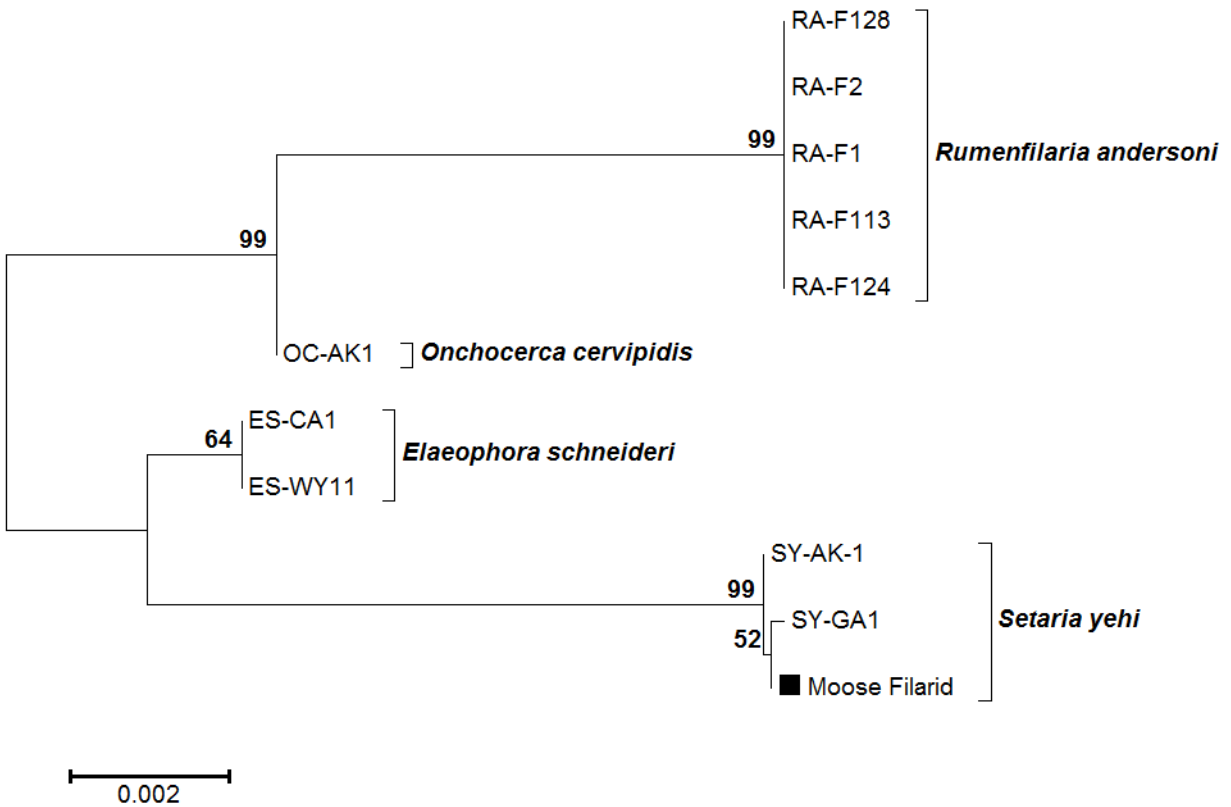 RA-F128
RA-F2
99
RA-F1
Rumenfilaria andersoni
RA-F113
99
RA-F124
OC-AK1
Onchocerca cervipidis
ES-CA1
64
Elaeophora schneideri
ES-WY11
SY-AK-1
99
SY-GA1
Setaria yehi
52
Moose Filarid
0.002